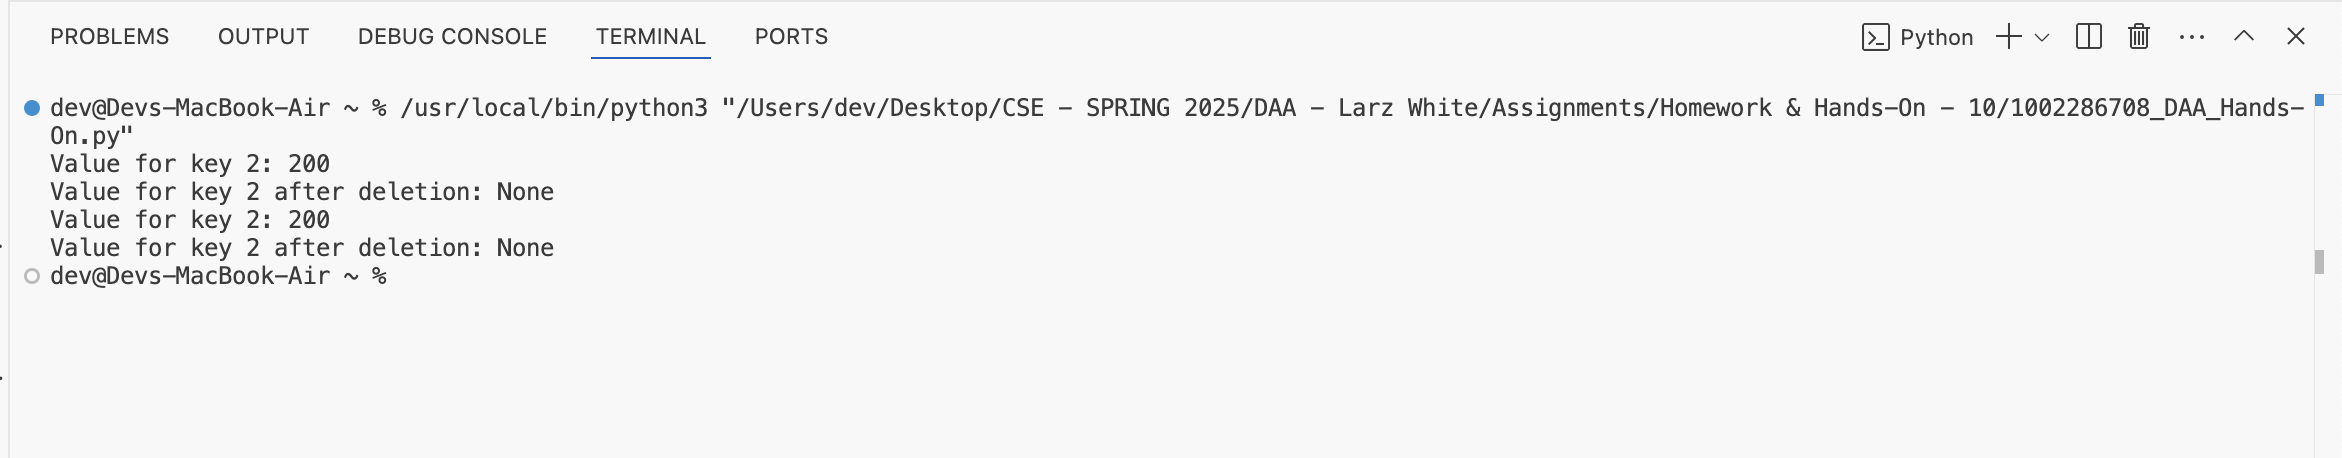 PROBLEMS OUTPUT DEBUG CONSOLE TERMINAL PORTS Python
dev@Devs-MacBook-Air ~ % /usr/local/bin/python3 "/Users/dev/Desktop/CSE - SPRING 2025/DAA - Larz White/Assignments/Homework & Hands-On - 10/1002286708_DAA_Hands-
On.py"
Value for key 2: 200
Value for key 2 after deletion: None
Value for key 2: 200
Value for key 2 after deletion: None
dev@Devs-MacBook-Air ~ %